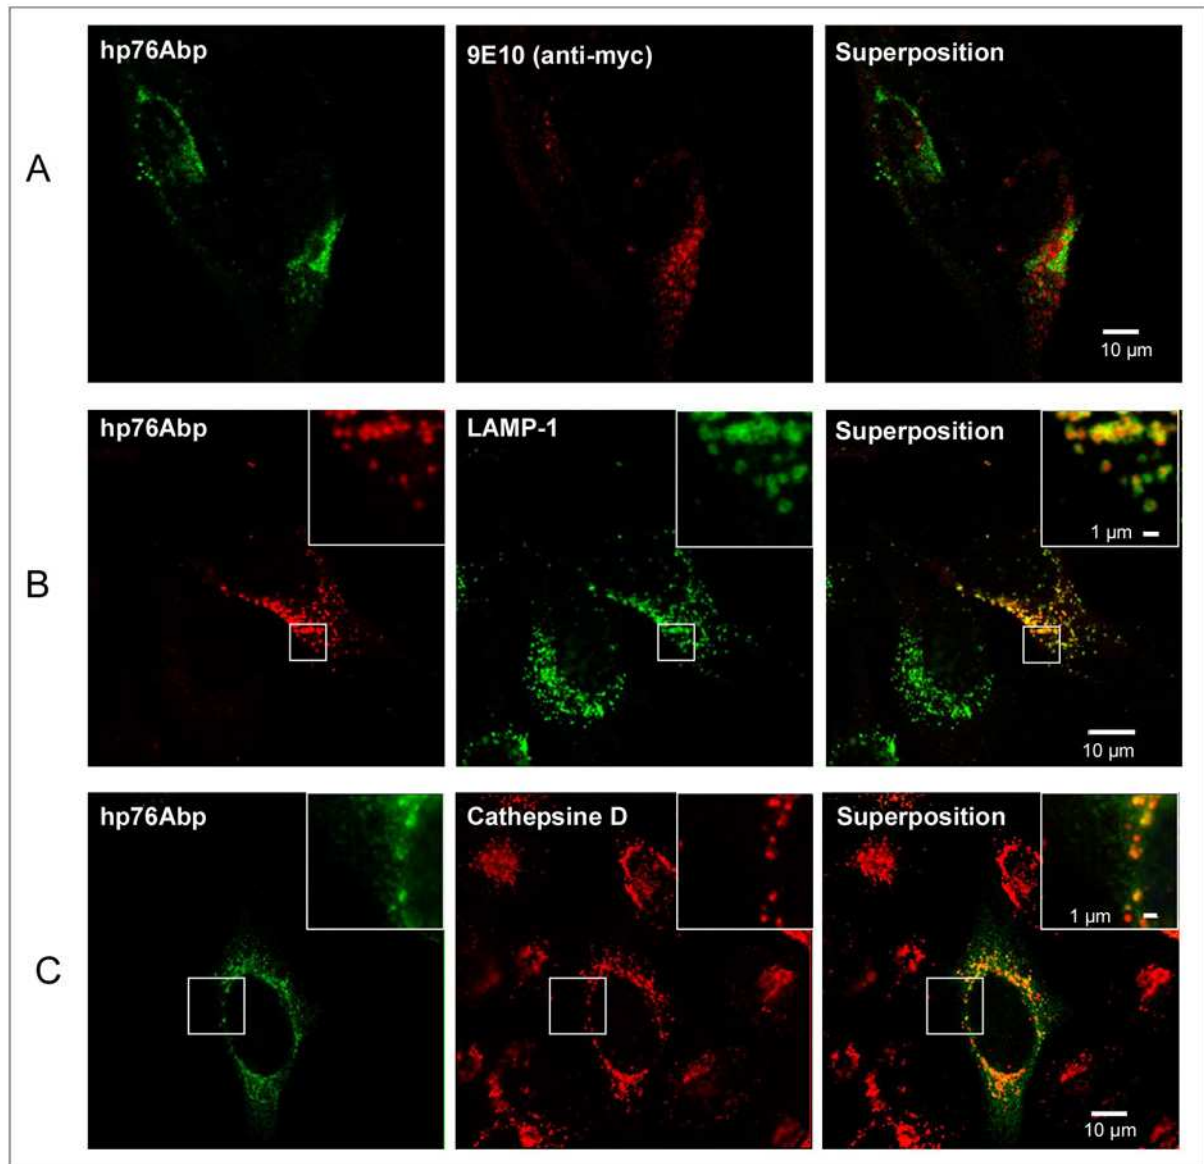 A
hp76Abp
9E10 (anti-myc)
Superposition
10 µm
B
hp76Abp
LAMP-1
Superposition
1 µm
10 µm
C
hp76Abp
Cathepsine D
Superposition
1 µm
10 µm